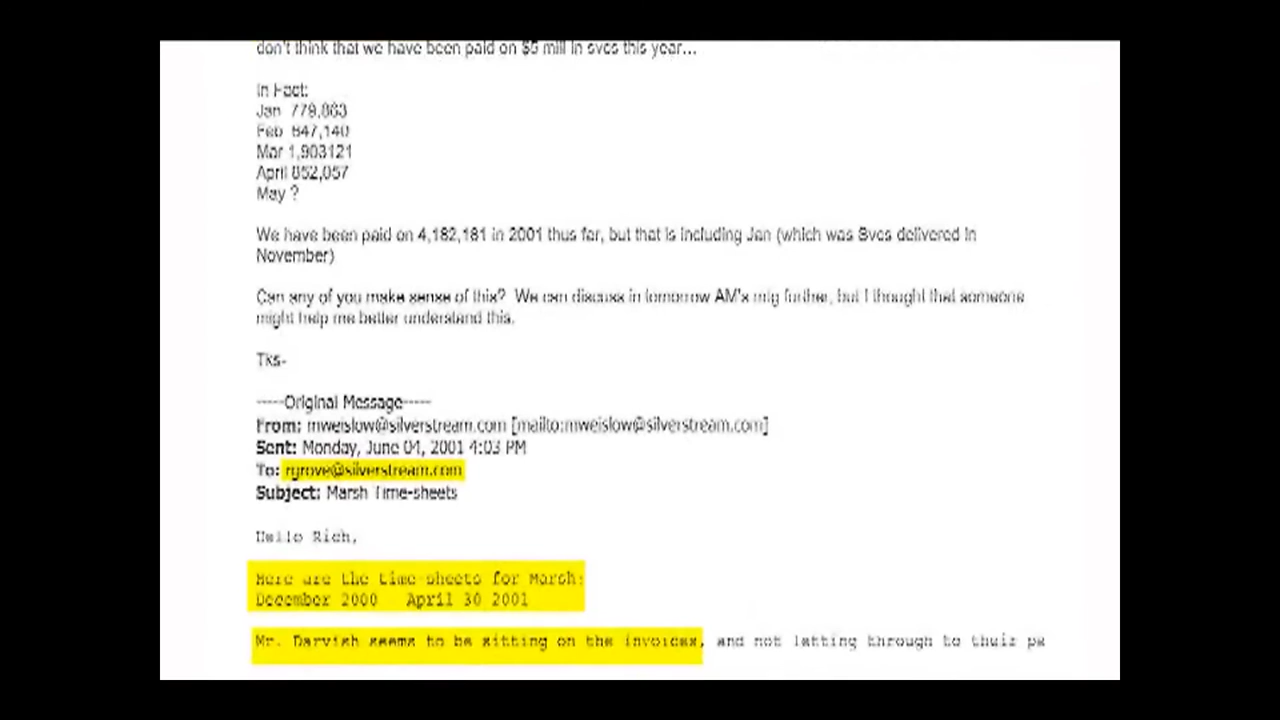 don't think that we have been paid on $5 mill in svcs this year...
In Fact:
Jan 779,863
Feb 647,140
Mar 1,903121
April 852,057
May ?
We have been paid on 4,182,181 in 2001 thus far, but that is including Jan (which was Svcs delivered in
November)
Can any of you make sense of this? We can discuss in tomorrow AM's mtg further, but I thought that someone
might help me better understand this.
Tks-
-----Original Message-----
From: mweislow@silverstream.com [mailto:mweislow@silverstream.com]
Sent: Monday, June 04, 2001 4:03 PM
To: rgrove@silverstream.com
Subject: Marsh Time-sheets
Hello Rich,
Here are the time-sheets for Marsh:
December 2000 April 30 2001
Mr. Darvish seems to be sitting on the invoices, and not letting through to their pe